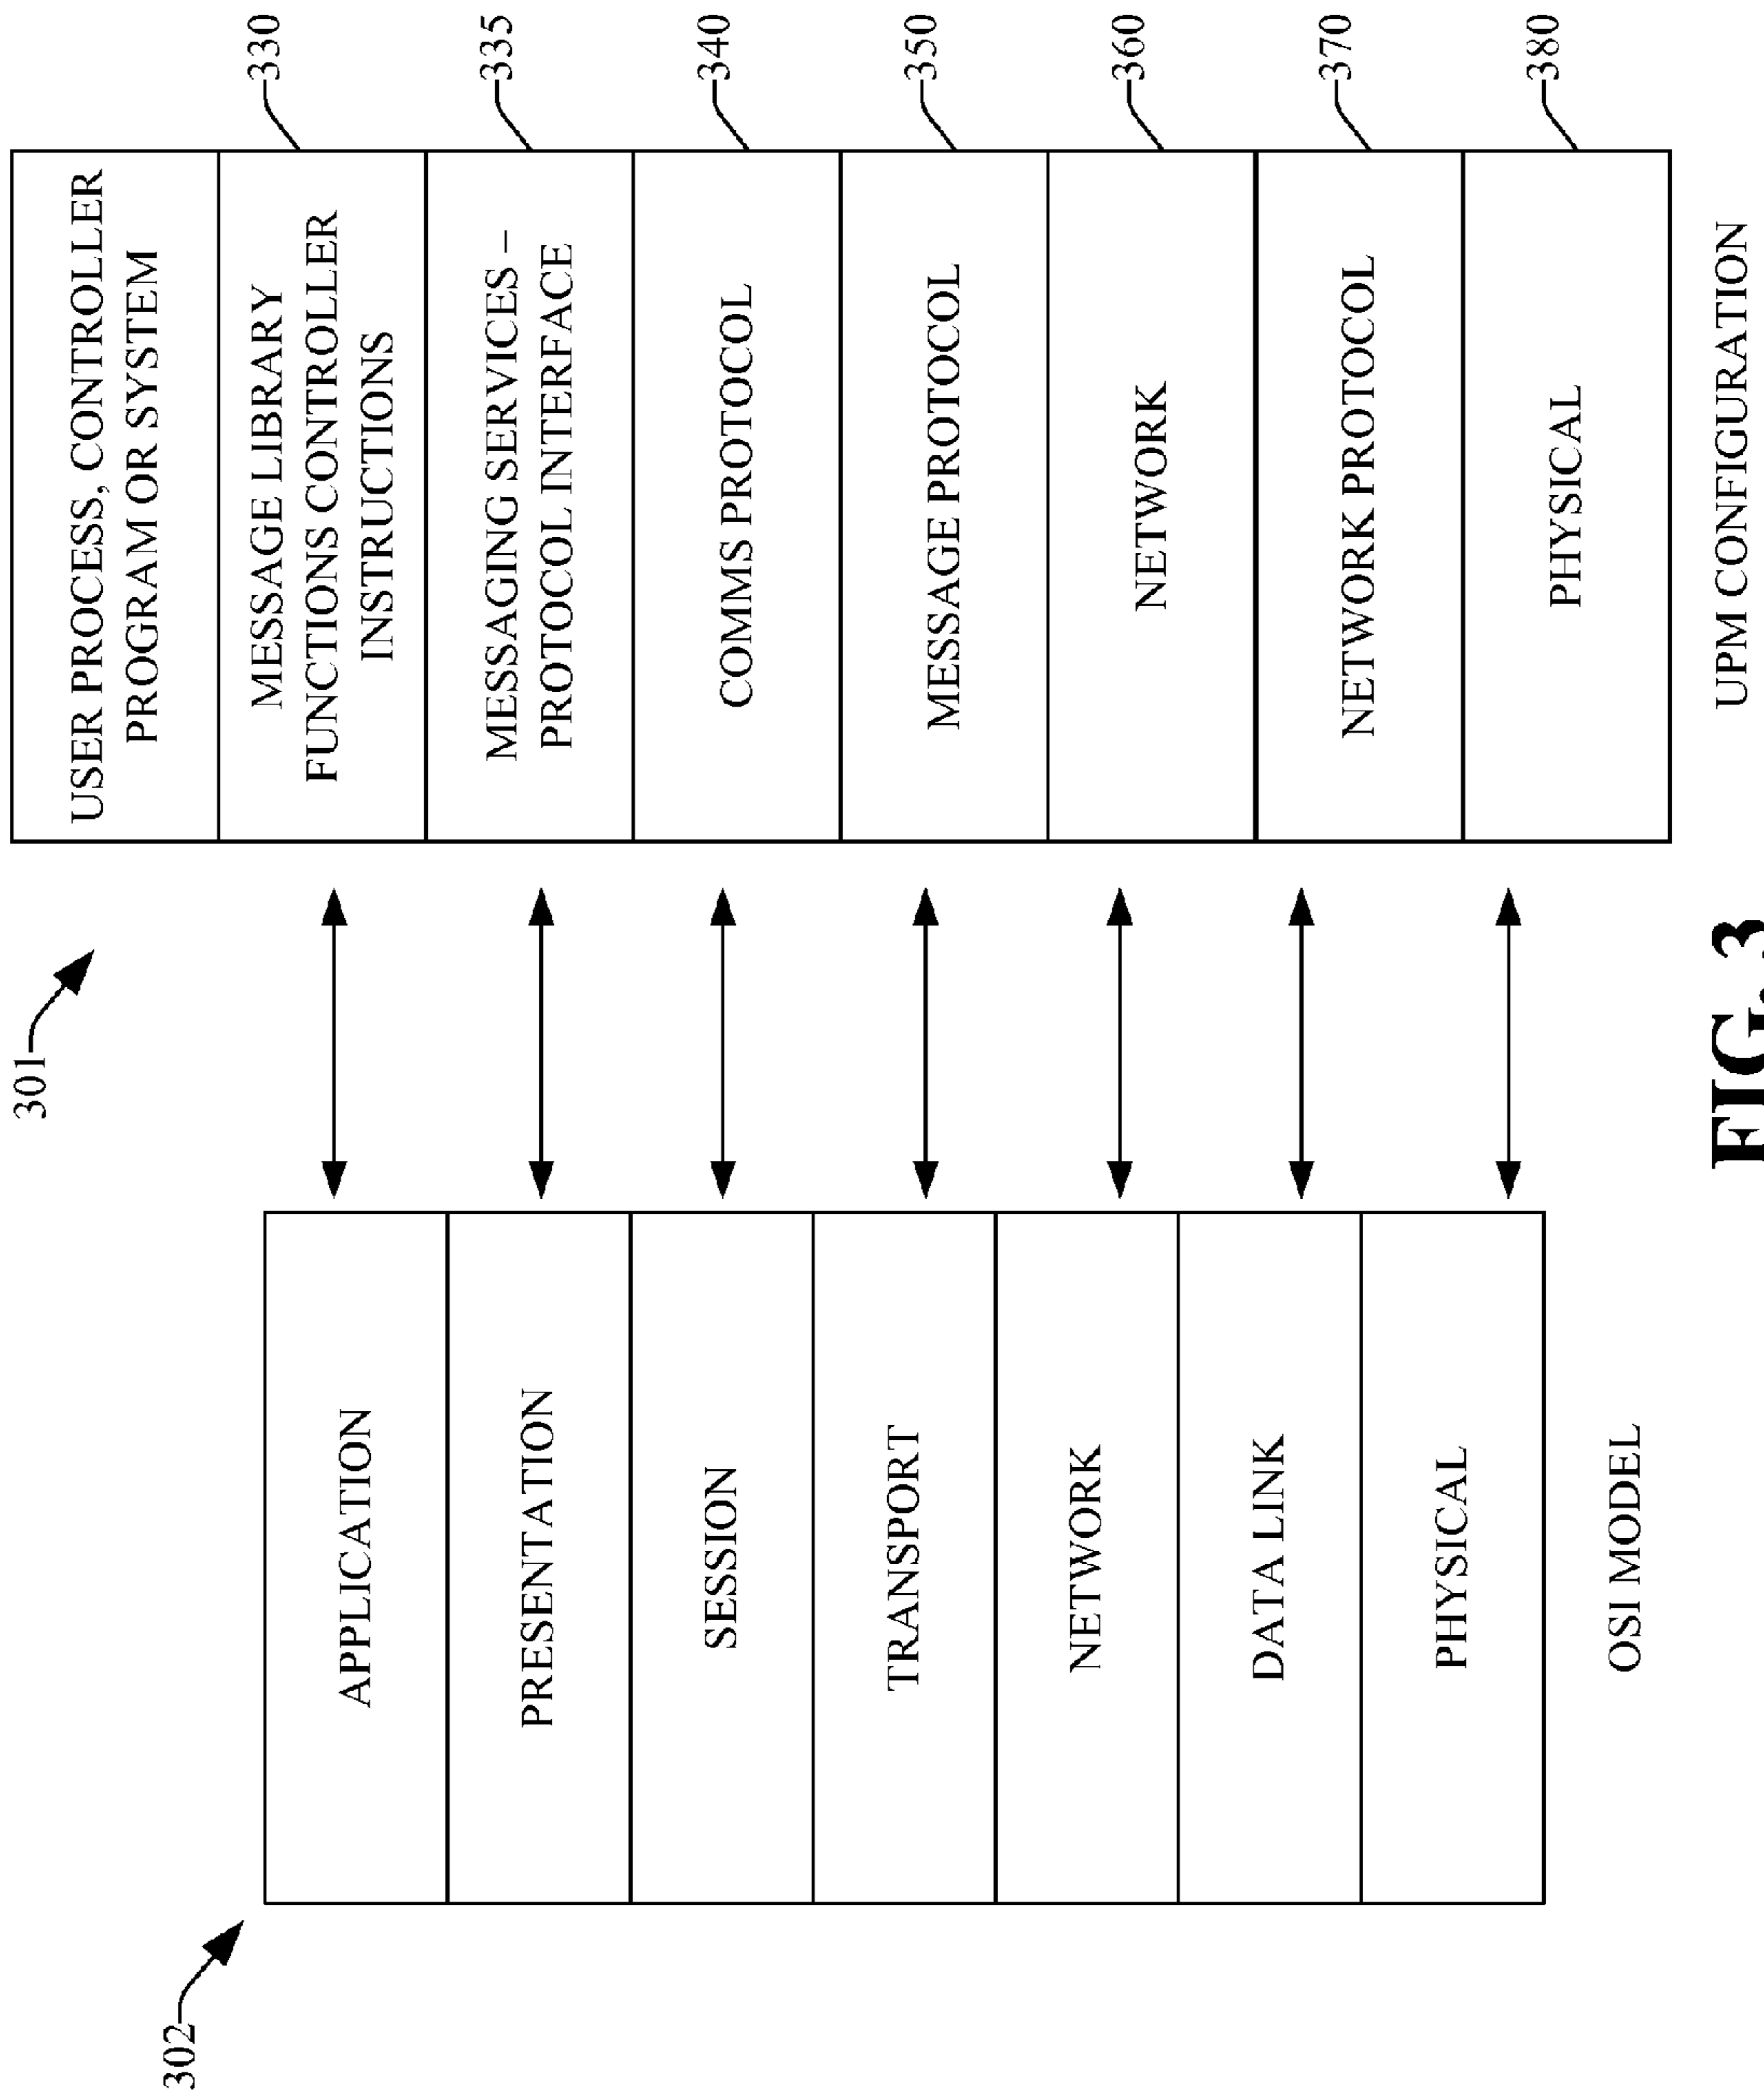 301
302
APPLICATION
PRESENTATION
SESSION
TRANSPORT
NETWORK
DATA LINK
PHYSICAL
OSI MODEL
USER PROCESS, CONTROLLER
PROGRAM OR SYSTEM
MESSAGE LIBRARY
FUNCTIONS CONTROLLER
INSTRUCTIONS
330
MESSAGING SERVICES –
PROTOCOL INTERFACE
335
COMMS PROTOCOL
340
MESSAGE PROTOCOL
350
NETWORK
360
NETWORK PROTOCOL
370
PHYSICAL
380
UPM CONFIGURATION
FIG. 3